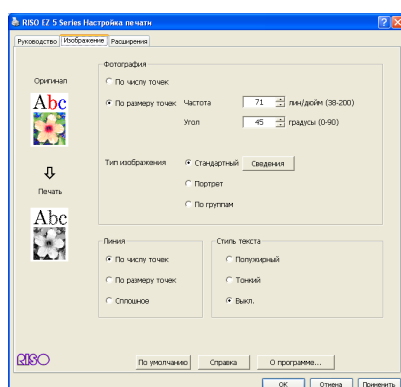 RISO EZ 5 Series Настройка печати
Руководство Изображение Расширения
Оригинал
Abc
Печать
Abc
Фотография
По числу точек
По размеру точек Частота 71 лин/дюйм (38-200)
Угол 45 градусы (0-90)
Тип изображения Стандартный Сведения
Портрет
По группам
Линия
По числу точек
По размеру точек
Сплошное
Стиль текста
Полужирный
Тонкий
Выкл.
RISO
По умолчанию Справка О программе...
OK Отмена Применить